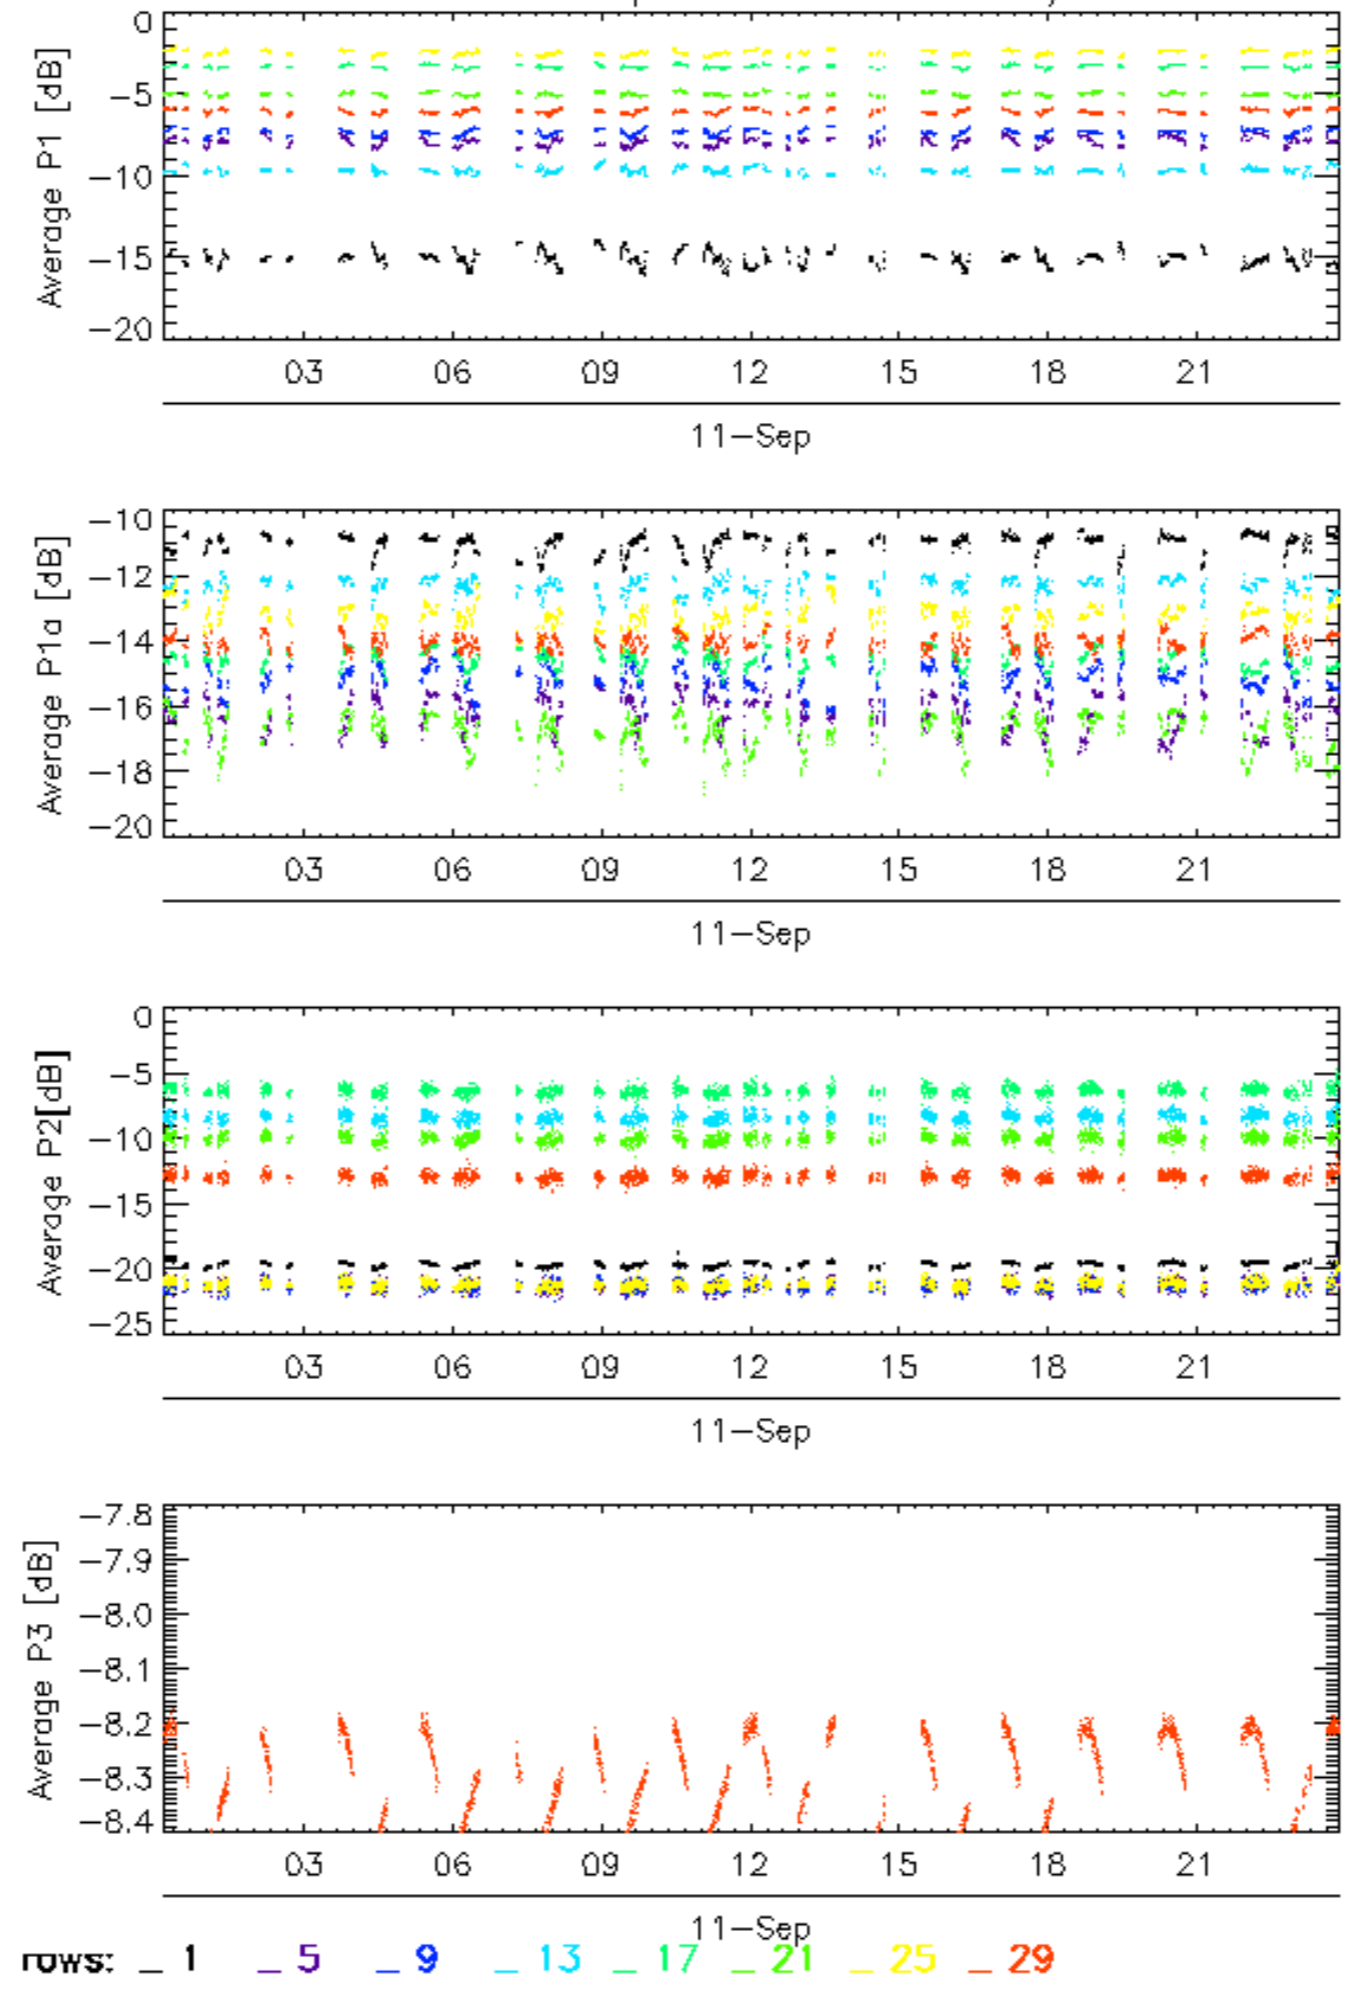 0
−5
−10
−15
−20
Average P1 [dB]
03 06 09 12 15 18 21
11−Sep
−10
−12
−14
−16
−18
−20
Average P1a [dB]
03 06 09 12 15 18 21
11−Sep
0
−5
−10
−15
−20
−25
Average P2[dB]
03 06 09 12 15 18 21
11−Sep
−7.8
−7.9
−8.0
−8.1
−8.2
−8.3
−8.4
Average P3 [dB]
03 06 09 12 15 18 21
11−Sep
rows: _ 1 _ 5 _ 9 _ 13 _ 17 _ 21 _ 25 _ 29